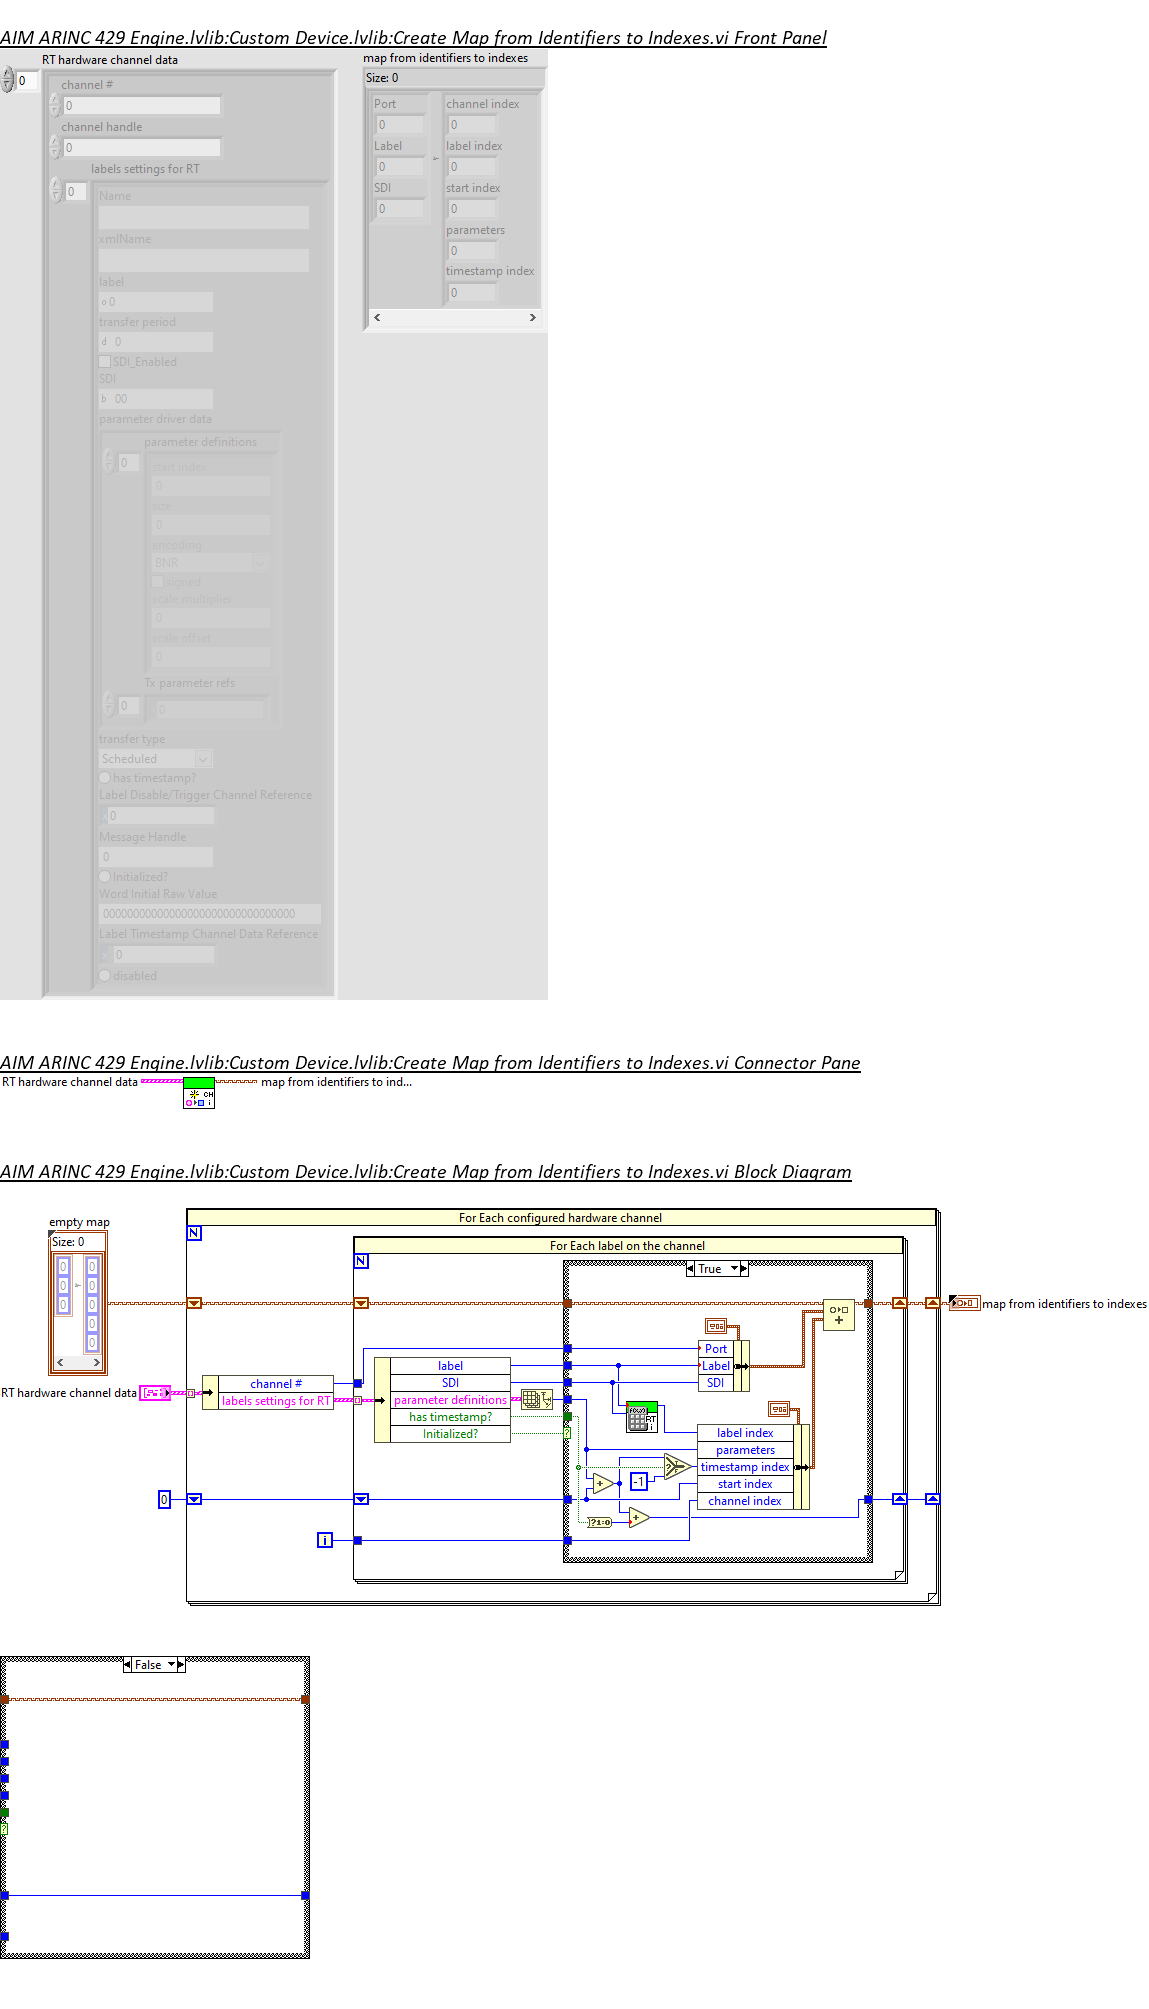 AIM ARINC 429 Engine.lvlib:Custom Device.lvlib:Create Map from Identifiers to Indexes.vi Front Panel
RT hardware channel data
0
channel #
0
channel handle
0
labels settings for RT
0
Name
xmlName
label
o 0
transfer period
d 0
SDI_Enabled
SDI
b 00
parameter driver data
parameter definitions
0
start index
0
size
0
encoding
BNR
signed
scale multiplier
0
scale offset
0
Tx parameter refs
0
0
transfer type
Scheduled
has timestamp?
Label Disable/Trigger Channel Reference
x 0
Message Handle
0
Initialized?
Word Initial Raw Value
00000000000000000000000000000000
Label Timestamp Channel Data Reference
x 0
disabled
map from identifiers to indexes
Size: 0
Port
0
Label
0
SDI
0
channel index
0
label index
0
start index
0
parameters
0
timestamp index
0
AIM ARINC 429 Engine.lvlib:Custom Device.lvlib:Create Map from Identifiers to Indexes.vi Connector Pane
RT hardware channel data
CH
i
map from identifiers to ind...
AIM ARINC 429 Engine.lvlib:Custom Device.lvlib:Create Map from Identifiers to Indexes.vi Block Diagram
empty map
Size: 0
0 0
0 0
0 0
0
0
For Each configured hardware channel
N
For Each label on the channel
N
True
map from identifiers to indexes
Port
Label
SDI
label
SDI
parameter definitions
has timestamp?
Initialized?
RT hardware channel data
channel #
labels settings for RT
RT
i
label index
parameters
timestamp index
start index
channel index
-1
?1:0
0
i
False